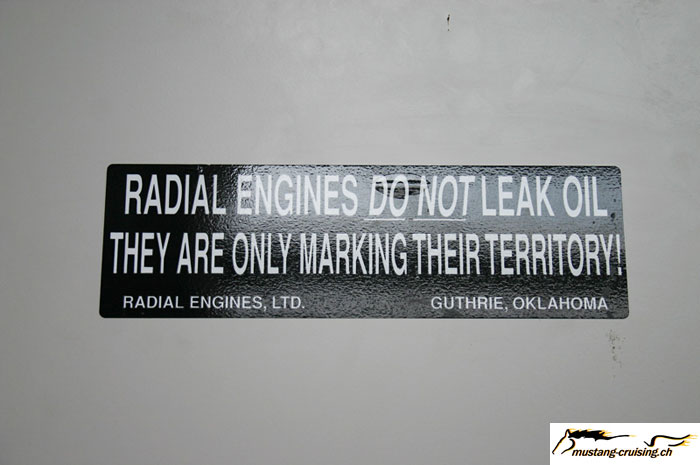 RADIAL ENGINES DO NOT LEAK OIL
THEY ARE ONLY MARKING THEIR TERRITORY!
RADIAL ENGINES, LTD. GUTHRIE, OKLAHOMA
mustang-cruising.ch